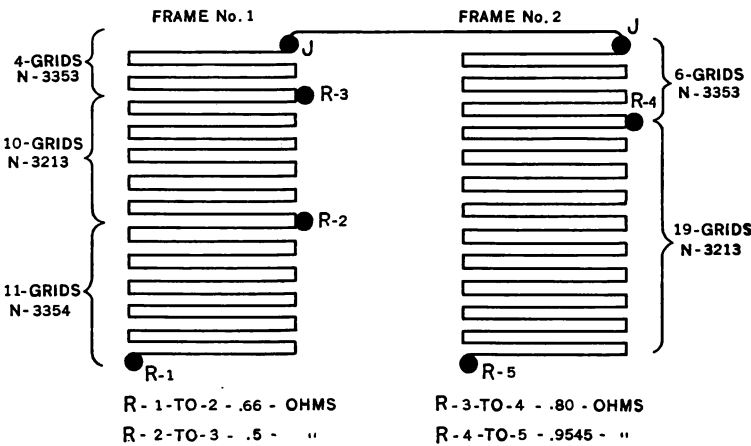 FRAME No. 1
FRAME No. 2
J
J
4-GRIDS
N-3353
R-3
6-GRIDS
N-3353
R-4
10-GRIDS
N-3213
R-2
19-GRIDS
N-3213
11-GRIDS
N-3354
R-1
R-5
R-1-TO-2 - .66 - OHMS
R-3-TO-4 - .80 - OHMS
R-2-TO-3 - .5 - "
R-4-TO-5 - .9545 - "